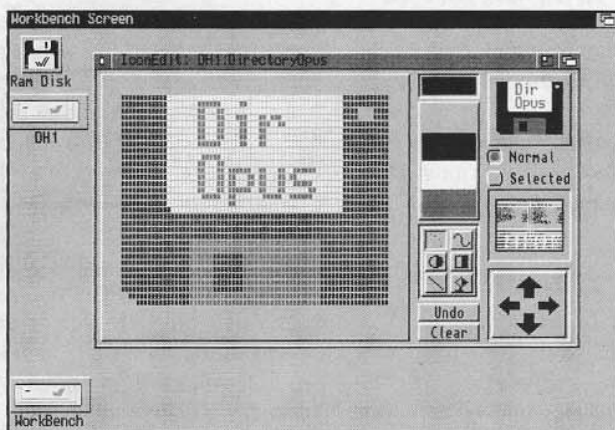 Workbench Screen
Ram Disk
DH1
IconEdit: DH1:DirectoryOpus
Dir
Opus
Dir
Opus
Normal
Selected
Undo
Clear
WorkBench